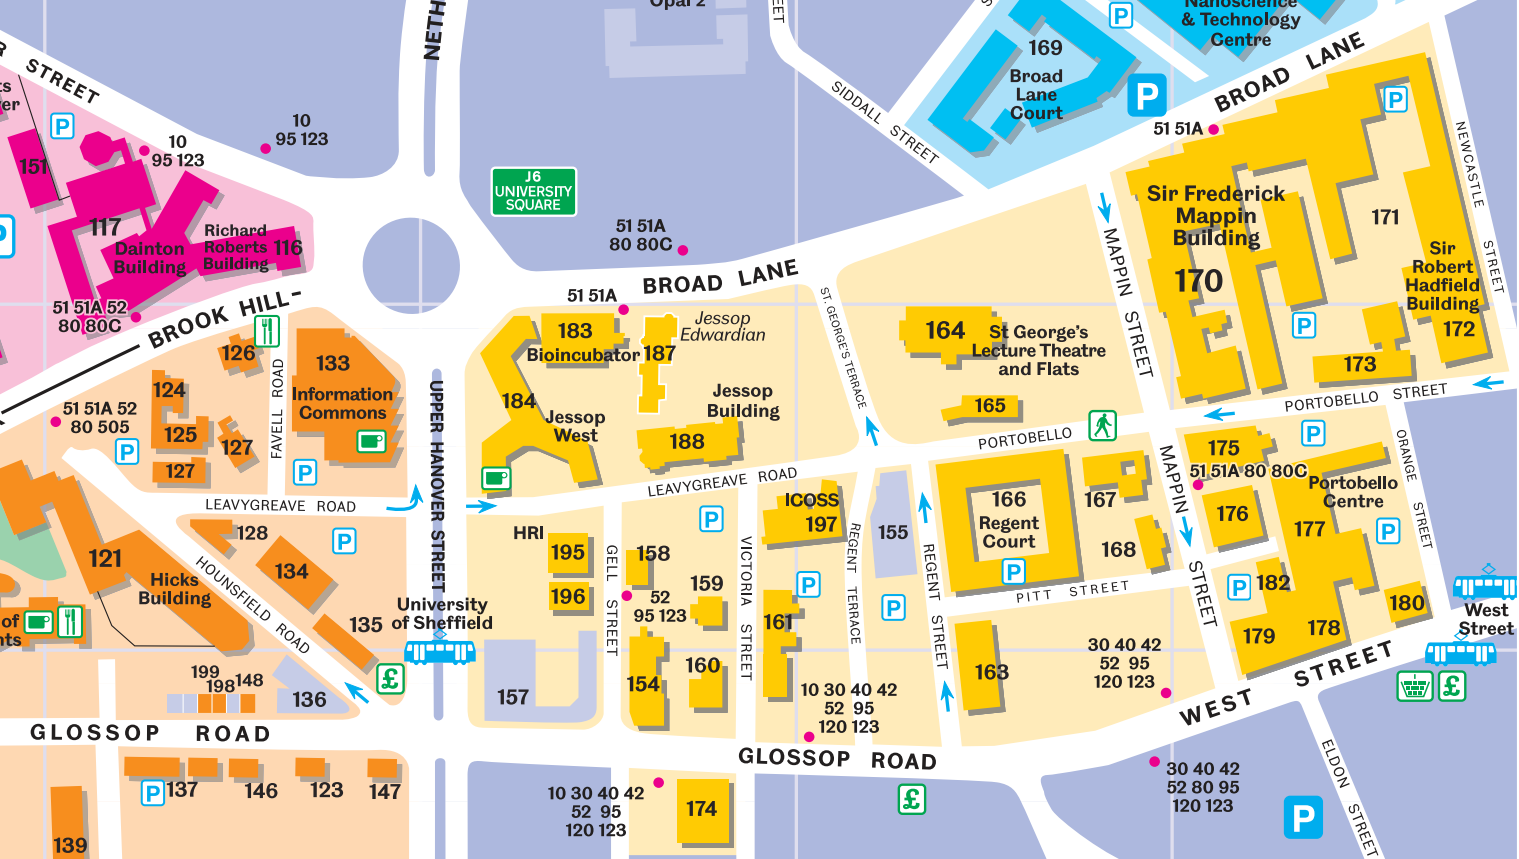 Opal 2
NETH
STREET
169
Broad
Lane
Court
P
P
Nanoscience
& Technology
Centre
BROAD LANE
SIDDALL STREET
51 51A
P
NEWCASTLE STREET
P
151
10
95 123
10
95 123
117
Dainton
Building
Richard
Roberts
Building
116
51 51A 52
80 80C
BROOK HILL
J6
UNIVERSITY
SQUARE
51 51A
80 80C
BROAD LANE
51 51A
Sir Frederick
Mappin
Building
170
171
Sir
Robert
Hadfield
Building
172
P
173
MAPPIN STREET
PORTOBELLO STREET
126
133
Information
Commons
124
125
127
127
FAVELL ROAD
51 51A 52
80 505
P
P
LEAVYGREAVE ROAD
UPPER HANOVER STREET
183
Bioincubator
187
Jessop
Edwardian
184
Jessop
West
Jessop
Building
188
ST. GEORGE'S TERRACE
164
St George's
Lecture Theatre
and Flats
165
PORTOBELLO
LEAVYGREAVE ROAD
175
51 51A 80 80C
P
Portobello
Centre
176
177
P
ORANGE STREET
MAPPIN STREET
121
Hicks
Building
128
P
134
HOUNSFIELD ROAD
135
University
of Sheffield
£
199
198
148
136
HRI
195
196
GELL STREET
158
52
95 123
159
160
154
157
P
VICTORIA STREET
ICOSS
197
P
161
REGENT TERRACE
155
P
REGENT STREET
166
Regent
Court
P
167
168
PITT STREET
163
P
182
179
178
180
West
Street
£
30 40 42
52 95
120 123
10 30 40 42
52 95
120 123
WEST STREET
GLOSSOP ROAD
GLOSSOP ROAD
P
137
146
123
147
139
10 30 40 42
52 95
120 123
174
£
30 40 42
52 80 95
120 123
P
ELDON STREET